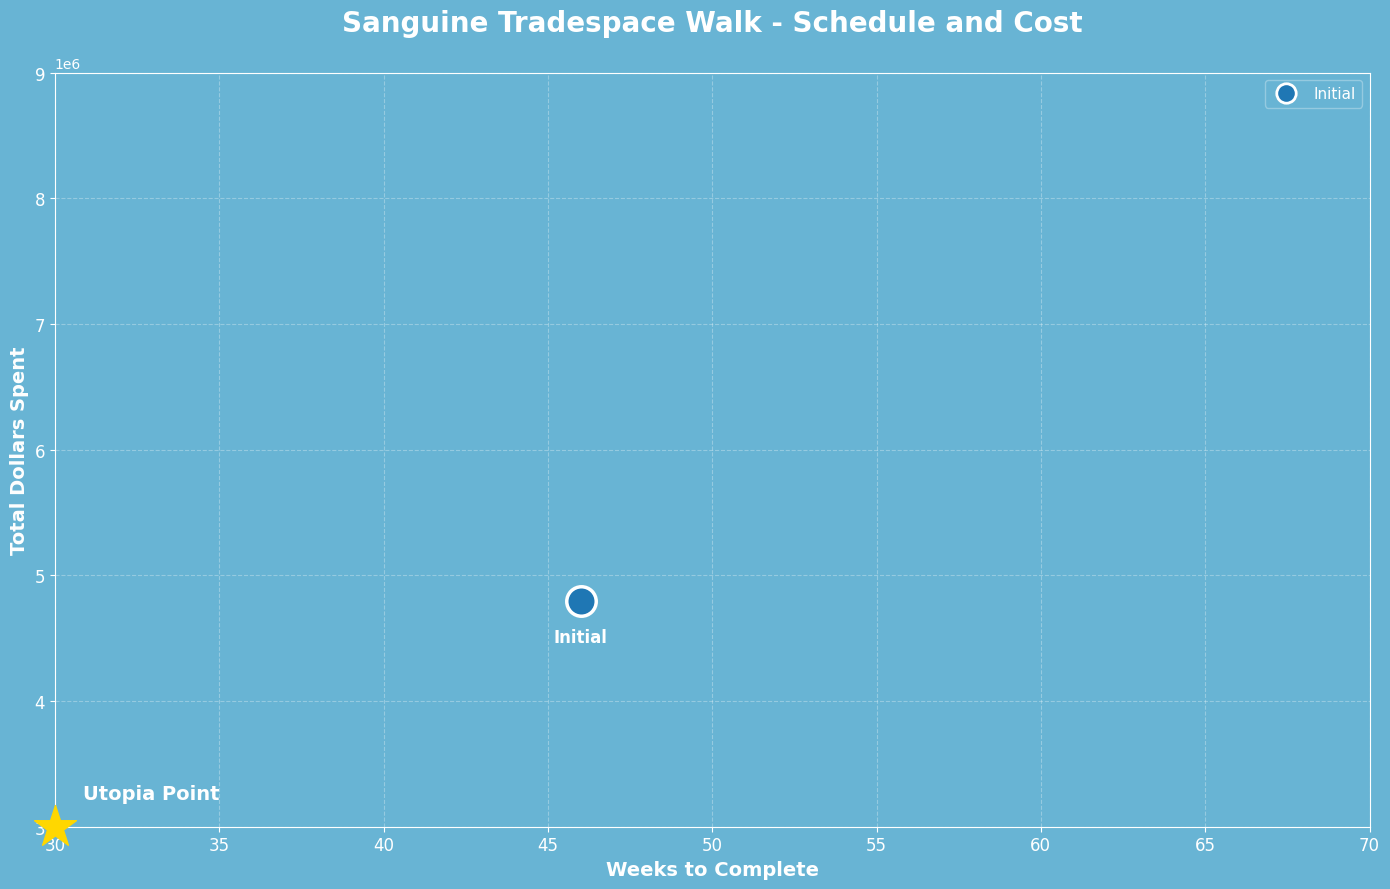 Sanguine Tradespace Walk - Schedule and Cost
1e6
9
8
7
6
5
4
3
Total Dollars Spent
Initial
Initial
Utopia Point
30
35
40
45
50
55
60
65
70
Weeks to Complete